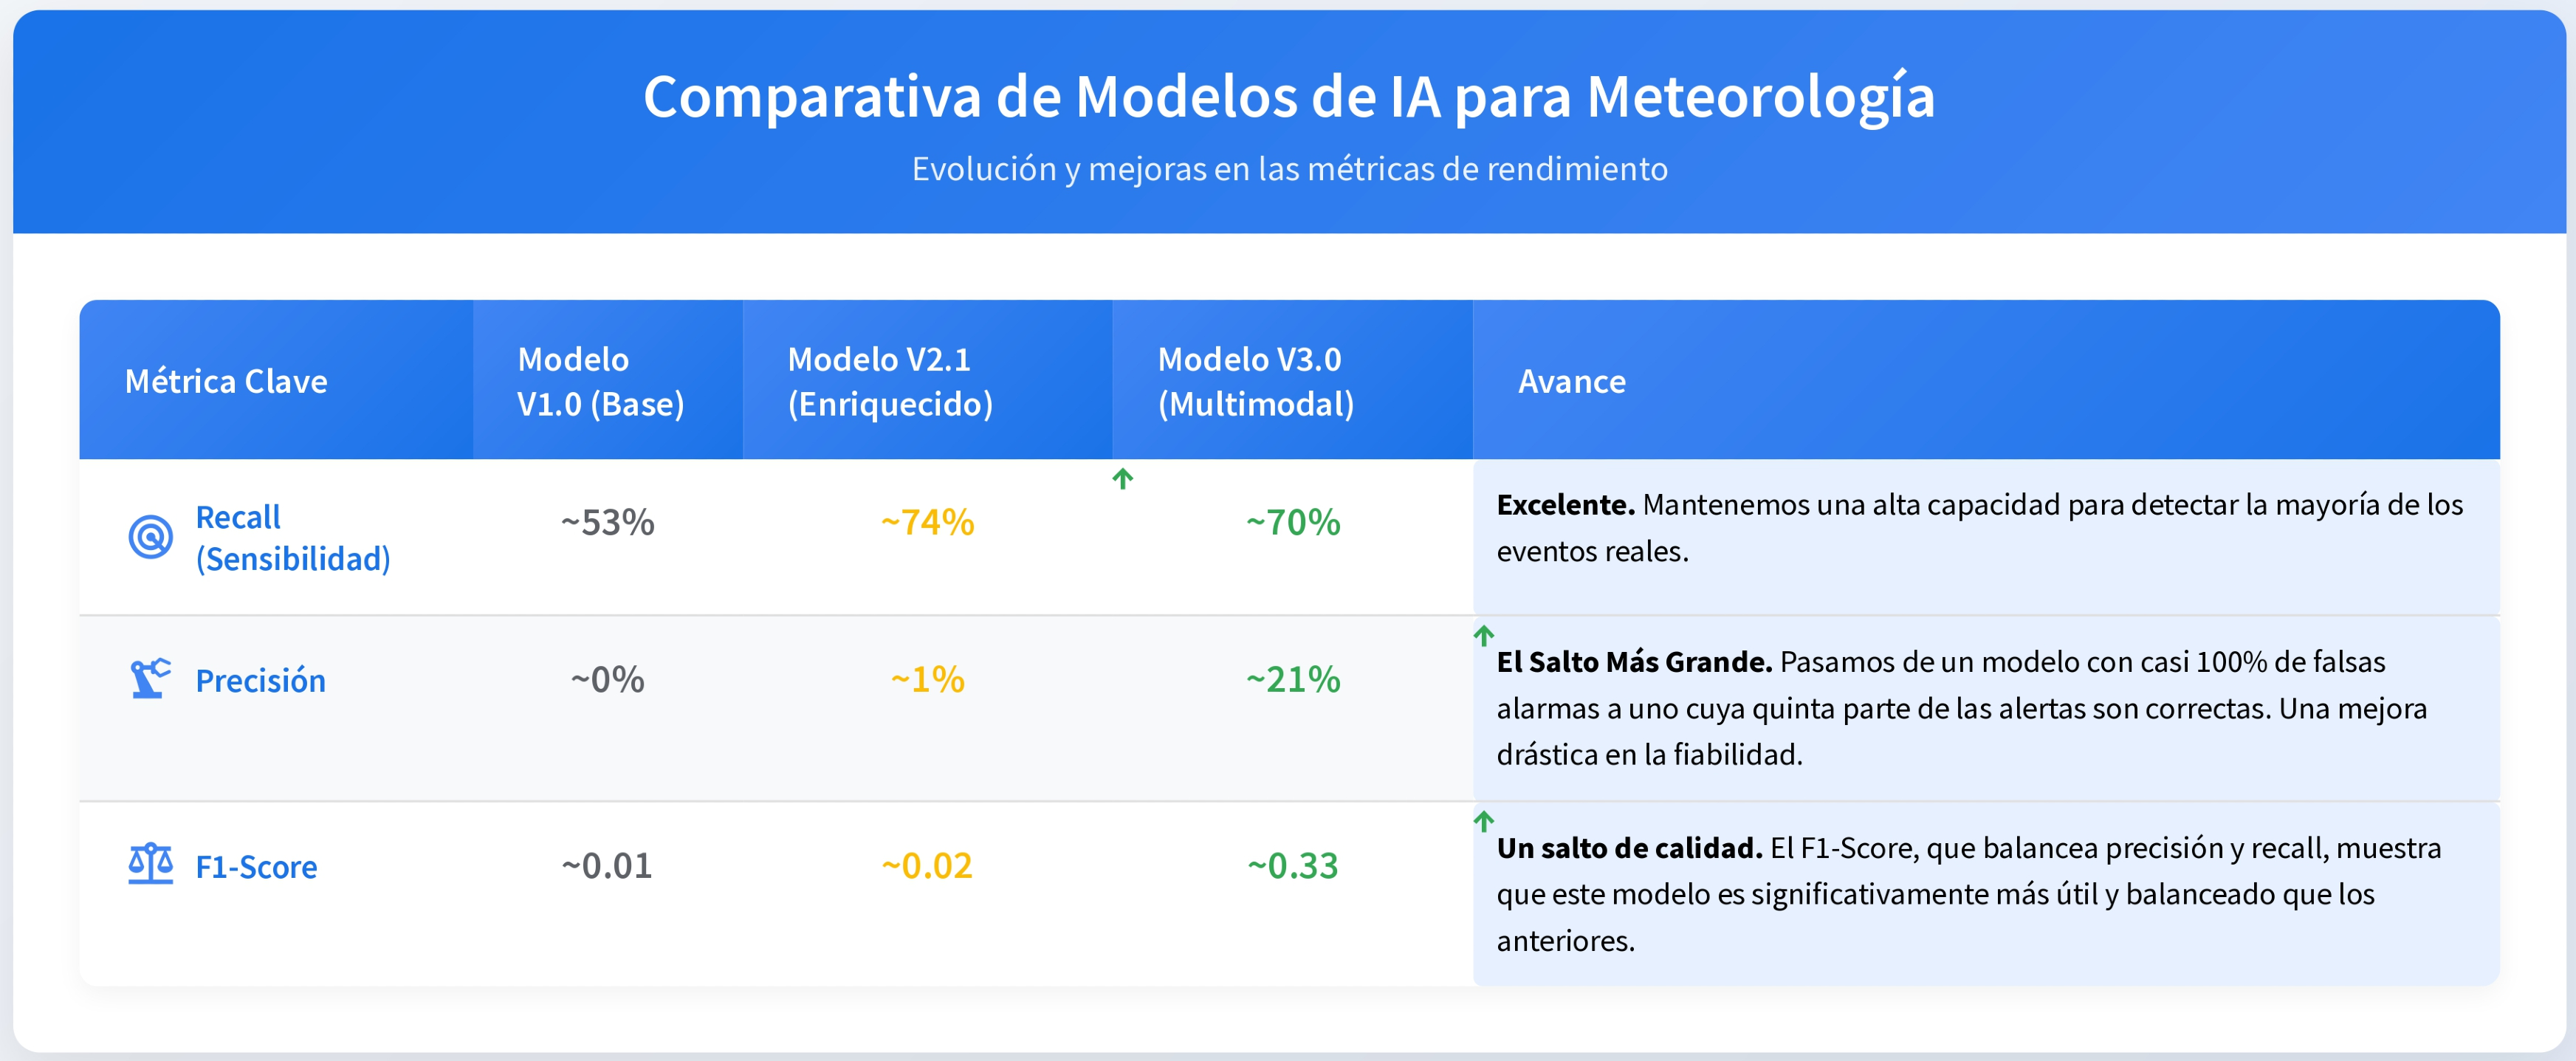 Comparativa de Modelos de IA para Meteorología
Evolución y mejoras en las métricas de rendimiento
Métrica Clave
Modelo
V1.0 (Base)
Modelo V2.1
(Enriquecido)
Modelo V3.0
(Multimodal)
Avance
Recall
(Sensibilidad)
~53%
~74%
~70%
Excelente. Mantenemos una alta capacidad para detectar la mayoría de los
eventos reales.
Precisión
~0%
~1%
~21%
El Salto Más Grande. Pasamos de un modelo con casi 100% de falsas
alarmas a uno cuya quinta parte de las alertas son correctas. Una mejora
drástica en la fiabilidad.
F1-Score
~0.01
~0.02
~0.33
Un salto de calidad. El F1-Score, que balancea precisión y recall, muestra
que este modelo es significativamente más útil y balanceado que los
anteriores.